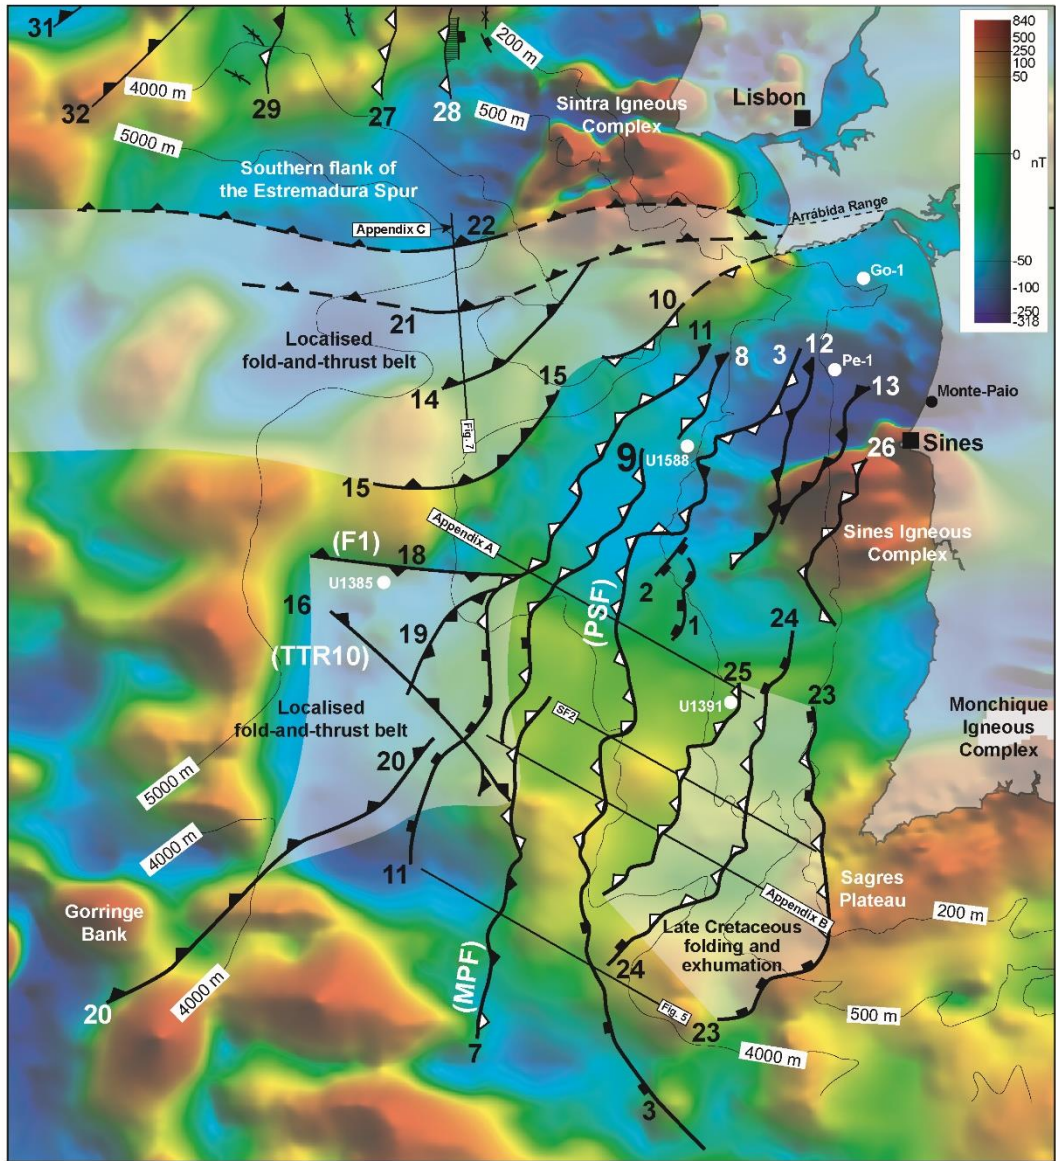 31
32
4000 m
29
27
28
200 m
500 m
5000 m
Sintra Igneous
Complex
Lisbon
840
500
250
100
50
0
nT
-50
-100
-250
-318
Southern flank of
the Estremadura Spur
Appendix C
22
Arrábida Range
Go-1
21
Localised
fold-and-thrust belt
10
11
8
3
12
Pe-1
13
Monte-Paio
14
15
Fig. 7
15
9
U1588
26
Sines
Appendix A
(F1)
18
U1385
Sines Igneous
Complex
16
(TTR10)
19
2
1
(PSF)
24
25
U1391
23
Localised
fold-and-thrust belt
SF2
Monchique
Igneous
Complex
20
5000 m
4000 m
11
Gorringe
Bank
Sagres
Plateau
200 m
Appendix B
Late Cretaceous
folding and
exhumation
24
(MPF)
4000 m
20
Fig. 5
23
500 m
4000 m
7
3